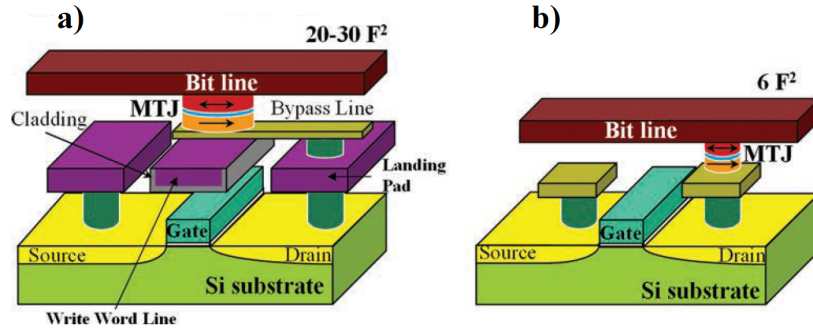 a)
20-30 F²
Bit line
MTJ
Bypass Line
Cladding
Landing
Pad
Gate
Source
Drain
Si substrate
Write Word Line
b)
6 F²
Bit line
MTJ
Gate
Source
Drain
Si substrate